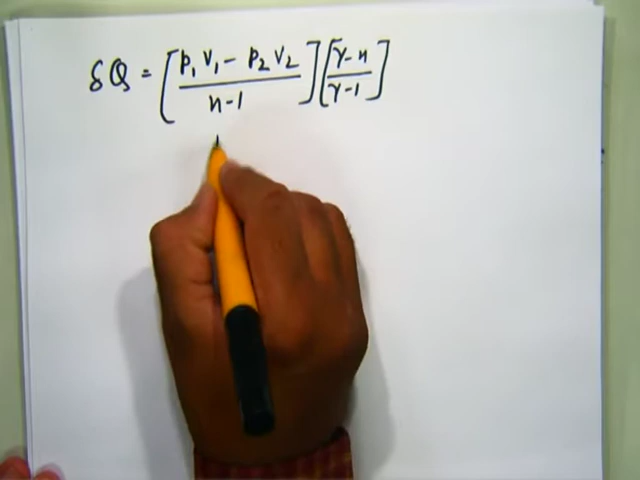 δQ = [ (p₁v₁ - p₂v₂)/(n-1) ] [ (γ-n)/(γ-1) ]